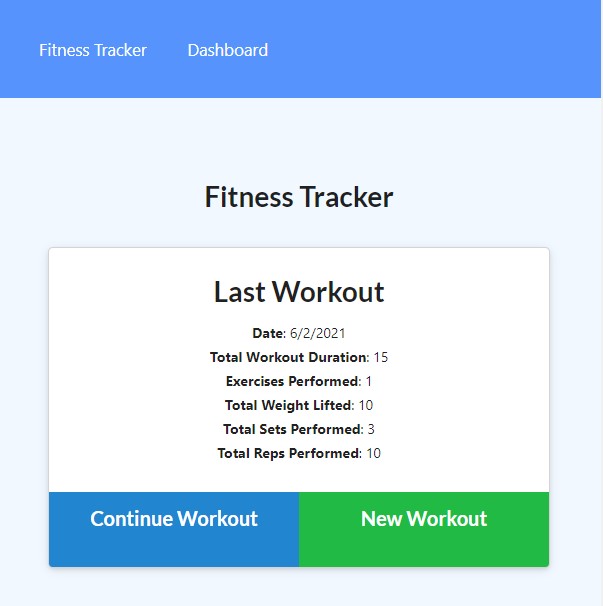 Fitness Tracker Dashboard
Fitness Tracker
Last Workout
Date: 6/2/2021
Total Workout Duration: 15
Exercises Performed: 1
Total Weight Lifted: 10
Total Sets Performed: 3
Total Reps Performed: 10
Continue Workout New Workout